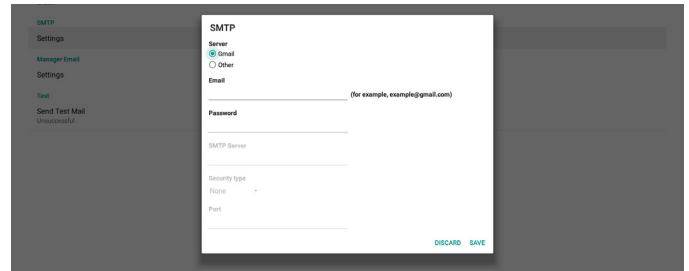 SMTP
Settings
Manager Email
Settings
Test
Send Test Mail
Unsuccessful
SMTP
Server
Gmail
Other
Email
(for example, example@gmail.com)
Password
SMTP Server
Security type
None
Port
DISCARD SAVE